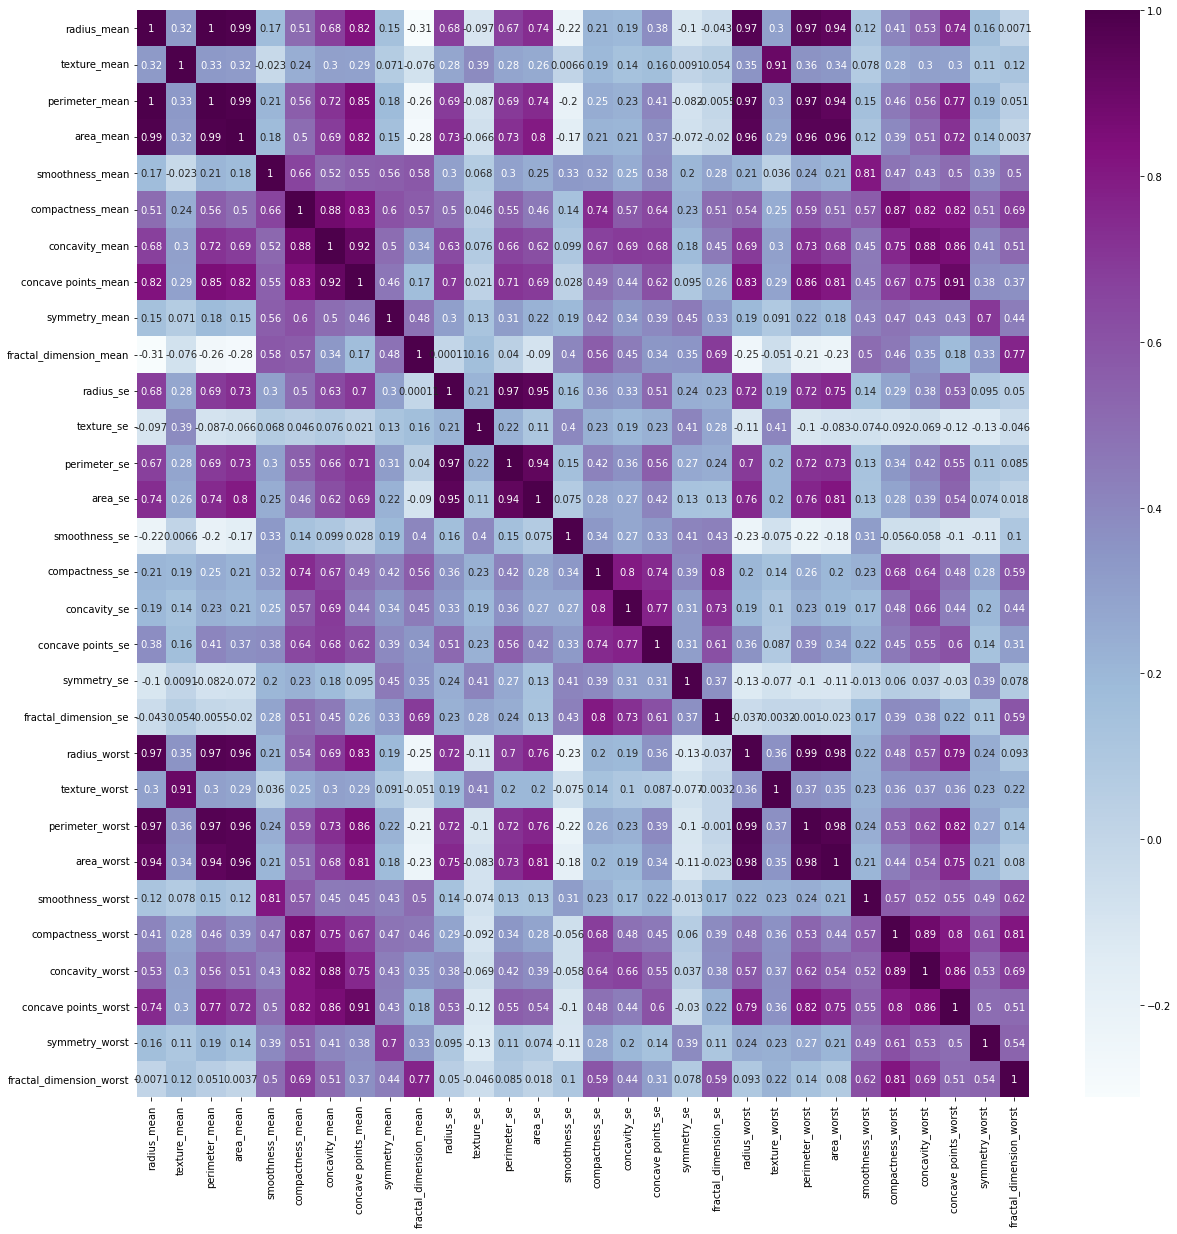 radius_mean 1 0.32 1 0.99 0.17 0.51 0.68 0.82 0.15 -0.31 0.68 -0.097 0.67 0.74 -0.22 0.21 0.19 0.38 -0.1 -0.043 0.97 0.3 0.97 0.94 0.12 0.41 0.53 0.74 0.16 0.0071
texture_mean 0.32 1 0.33 0.32 -0.023 0.24 0.3 0.29 0.071 -0.076 0.28 0.39 0.28 0.26 0.0066 0.19 0.14 0.16 0.0091 0.054 0.35 0.91 0.36 0.34 0.078 0.28 0.3 0.3 0.11 0.12
perimeter_mean 1 0.33 1 0.99 0.21 0.56 0.72 0.85 0.18 -0.26 0.69 -0.087 0.69 0.74 -0.2 0.25 0.23 0.41 -0.082 -0.0055 0.97 0.3 0.97 0.94 0.15 0.46 0.56 0.77 0.19 0.051
area_mean 0.99 0.32 0.99 1 0.18 0.5 0.69 0.82 0.15 -0.28 0.73 -0.066 0.73 0.8 -0.17 0.21 0.21 0.37 -0.072 -0.02 0.96 0.29 0.96 0.96 0.12 0.39 0.51 0.72 0.14 0.0037
smoothness_mean 0.17 -0.023 0.21 0.18 1 0.66 0.52 0.55 0.56 0.58 0.3 0.068 0.3 0.25 0.33 0.32 0.25 0.38 0.2 0.28 0.21 0.036 0.24 0.21 0.81 0.47 0.43 0.5 0.39 0.5
compactness_mean 0.51 0.24 0.56 0.5 0.66 1 0.88 0.83 0.6 0.57 0.5 0.046 0.55 0.46 0.14 0.74 0.57 0.64 0.23 0.51 0.54 0.25 0.59 0.51 0.57 0.87 0.82 0.82 0.51 0.69
concavity_mean 0.68 0.3 0.72 0.69 0.52 0.88 1 0.92 0.5 0.34 0.63 0.076 0.66 0.62 0.099 0.67 0.69 0.68 0.18 0.45 0.69 0.3 0.73 0.68 0.45 0.75 0.88 0.86 0.41 0.51
concave points_mean 0.82 0.29 0.85 0.82 0.55 0.83 0.92 1 0.46 0.17 0.7 0.021 0.71 0.69 0.028 0.49 0.44 0.62 0.095 0.26 0.83 0.29 0.86 0.81 0.45 0.67 0.75 0.91 0.38 0.37
symmetry_mean 0.15 0.071 0.18 0.15 0.56 0.6 0.5 0.46 1 0.48 0.3 0.13 0.31 0.22 0.19 0.42 0.34 0.39 0.45 0.33 0.19 0.091 0.22 0.18 0.43 0.47 0.43 0.43 0.7 0.44
fractal_dimension_mean -0.31 -0.076 -0.26 -0.28 0.58 0.57 0.34 0.17 0.48 1 0.16 0.04 -0.09 0.4 0.56 0.45 0.34 0.35 0.69 -0.25 -0.051 -0.21 -0.23 0.5 0.46 0.35 0.18 0.33 0.77
radius_se 0.68 0.28 0.69 0.73 0.3 0.5 0.63 0.7 0.3 1 0.21 0.97 0.95 0.16 0.36 0.33 0.51 0.24 0.23 0.72 0.19 0.72 0.75 0.14 0.29 0.38 0.53 0.095 0.05
texture_se -0.097 0.39 -0.087 -0.066 0.068 0.046 0.076 0.021 0.13 0.16 0.21 1 0.22 0.11 0.4 0.23 0.19 0.23 0.41 0.28 -0.11 0.41 -0.1 -0.083 -0.074 -0.092 -0.069 -0.12 -0.13 -0.046
perimeter_se 0.67 0.28 0.69 0.73 0.3 0.55 0.66 0.71 0.31 0.04 0.97 0.22 1 0.94 0.15 0.42 0.36 0.56 0.27 0.24 0.7 0.2 0.72 0.73 0.13 0.34 0.42 0.55 0.11 0.085
area_se 0.74 0.26 0.74 0.8 0.25 0.46 0.62 0.69 0.22 -0.09 0.95 0.11 0.94 1 0.075 0.28 0.27 0.42 0.13 0.13 0.76 0.2 0.76 0.81 0.13 0.28 0.39 0.54 0.074 0.018
smoothness_se -0.22 0.0066 -0.2 -0.17 0.33 0.14 0.099 0.028 0.19 0.4 0.16 0.4 0.15 0.075 1 0.34 0.27 0.33 0.41 0.43 -0.23 -0.075 -0.22 -0.18 0.31 -0.056 -0.058 -0.1 -0.11 0.1
compactness_se 0.21 0.19 0.25 0.21 0.32 0.74 0.67 0.49 0.42 0.56 0.36 0.23 0.42 0.28 0.34 1 0.8 0.74 0.39 0.8 0.2 0.14 0.26 0.2 0.23 0.68 0.64 0.48 0.28 0.59
concavity_se 0.19 0.14 0.23 0.21 0.25 0.57 0.69 0.44 0.34 0.45 0.33 0.19 0.36 0.27 0.27 0.8 1 0.77 0.31 0.73 0.19 0.1 0.23 0.19 0.17 0.48 0.66 0.44 0.2 0.44
concave points_se 0.38 0.16 0.41 0.37 0.38 0.64 0.68 0.62 0.39 0.34 0.51 0.23 0.56 0.42 0.33 0.74 0.77 1 0.31 0.61 0.36 0.087 0.39 0.34 0.22 0.45 0.55 0.6 0.14 0.31
symmetry_se -0.1 0.0091 -0.082 -0.072 0.2 0.23 0.18 0.095 0.45 0.35 0.24 0.41 0.27 0.13 0.41 0.39 0.31 0.31 1 0.37 -0.13 -0.077 -0.1 -0.11 -0.013 0.06 0.037 -0.03 0.39 0.078
fractal_dimension_se -0.043 0.054 -0.0055 -0.02 0.28 0.51 0.45 0.26 0.33 0.69 0.23 0.28 0.24 0.13 0.43 0.8 0.73 0.61 0.37 1 -0.037 -0.0032 -0.001 -0.023 0.17 0.39 0.38 0.22 0.11 0.59
radius_worst 0.97 0.35 0.97 0.96 0.21 0.54 0.69 0.83 0.19 -0.25 0.72 -0.11 0.7 0.76 -0.23 0.2 0.19 0.36 -0.13 -0.037 1 0.36 0.99 0.98 0.22 0.48 0.57 0.79 0.24 0.093
texture_worst 0.3 0.91 0.3 0.29 0.036 0.25 0.3 0.29 0.091 -0.051 0.19 0.41 0.2 0.2 -0.075 0.14 0.1 0.087 -0.077 -0.0032 0.36 1 0.37 0.35 0.23 0.36 0.37 0.36 0.23 0.22
perimeter_worst 0.97 0.36 0.97 0.96 0.24 0.59 0.73 0.86 0.22 -0.21 0.72 -0.1 0.72 0.76 -0.22 0.26 0.23 0.39 -0.1 -0.001 0.99 0.37 1 0.98 0.24 0.53 0.62 0.82 0.27 0.14
area_worst 0.94 0.34 0.94 0.96 0.21 0.51 0.68 0.81 0.18 -0.23 0.75 -0.083 0.73 0.81 -0.18 0.2 0.19 0.34 -0.11 -0.023 0.98 0.35 0.98 1 0.21 0.44 0.54 0.75 0.21 0.08
smoothness_worst 0.12 0.078 0.15 0.12 0.81 0.57 0.45 0.45 0.43 0.5 0.14 -0.074 0.13 0.13 0.31 0.23 0.17 0.22 -0.013 0.17 0.22 0.23 0.24 0.21 1 0.57 0.52 0.55 0.49 0.62
compactness_worst 0.41 0.28 0.46 0.39 0.47 0.87 0.75 0.67 0.47 0.46 0.29 -0.092 0.34 0.28 -0.056 0.68 0.48 0.45 0.06 0.39 0.48 0.36 0.53 0.44 0.57 1 0.89 0.8 0.61 0.81
concavity_worst 0.53 0.3 0.56 0.51 0.43 0.82 0.88 0.75 0.43 0.35 0.38 -0.069 0.42 0.39 -0.058 0.64 0.66 0.55 0.037 0.38 0.57 0.37 0.62 0.54 0.52 0.89 1 0.86 0.53 0.69
concave points_worst 0.74 0.3 0.77 0.72 0.5 0.82 0.86 0.91 0.43 0.18 0.53 -0.12 0.55 0.54 -0.1 0.48 0.44 0.6 -0.03 0.22 0.79 0.36 0.82 0.75 0.55 0.8 0.86 1 0.5 0.51
symmetry_worst 0.16 0.11 0.19 0.14 0.39 0.51 0.41 0.38 0.7 0.33 0.095 -0.13 0.11 0.074 -0.11 0.28 0.2 0.14 0.39 0.11 0.24 0.23 0.27 0.21 0.49 0.61 0.53 0.5 1 0.54
fractal_dimension_worst 0.0071 0.12 0.051 0.0037 0.5 0.69 0.51 0.37 0.44 0.77 0.05 -0.046 0.085 0.018 0.1 0.59 0.44 0.31 0.078 0.59 0.093 0.22 0.14 0.08 0.62 0.81 0.69 0.51 0.54 1
radius_mean
texture_mean
perimeter_mean
area_mean
smoothness_mean
compactness_mean
concavity_mean
concave points_mean
symmetry_mean
fractal_dimension_mean
radius_se
texture_se
perimeter_se
area_se
smoothness_se
compactness_se
concavity_se
concave points_se
symmetry_se
fractal_dimension_se
radius_worst
texture_worst
perimeter_worst
area_worst
smoothness_worst
compactness_worst
concavity_worst
concave points_worst
symmetry_worst
fractal_dimension_worst
1.0
0.8
0.6
0.4
0.2
0.0
−0.2